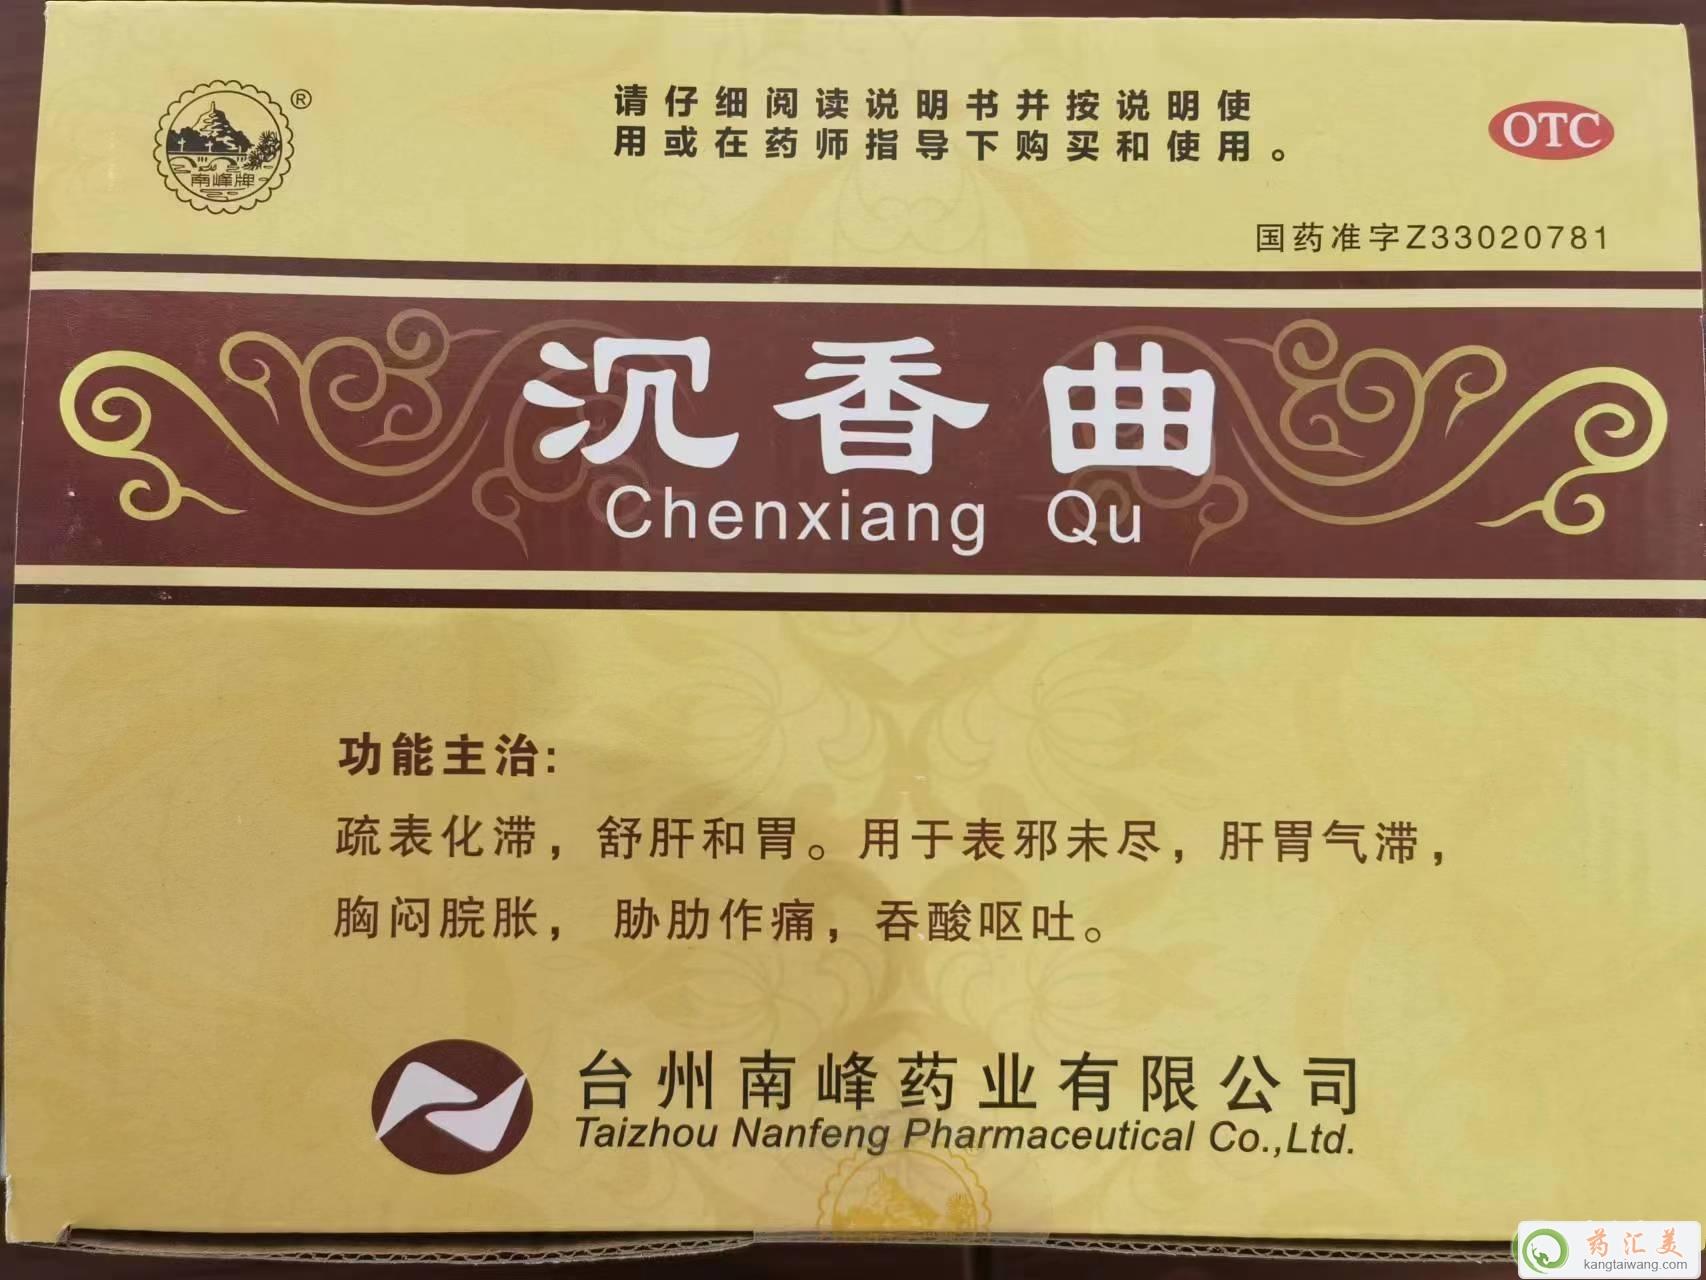 南峰牌
®
请仔细阅读说明书并按说明使
用或在药师指导下购买和使用。
OTC
国药准字Z33020781
沉香曲
Chenxiang Qu
功能主治:
疏表化滞，舒肝和胃。用于表邪未尽，肝胃气滞，
胸闷脘胀，胁肋作痛，吞酸呕吐。
台州南峰药业有限公司
Taizhou Nanfeng Pharmaceutical Co.,Ltd.
药汇美
kangtaiwang.com